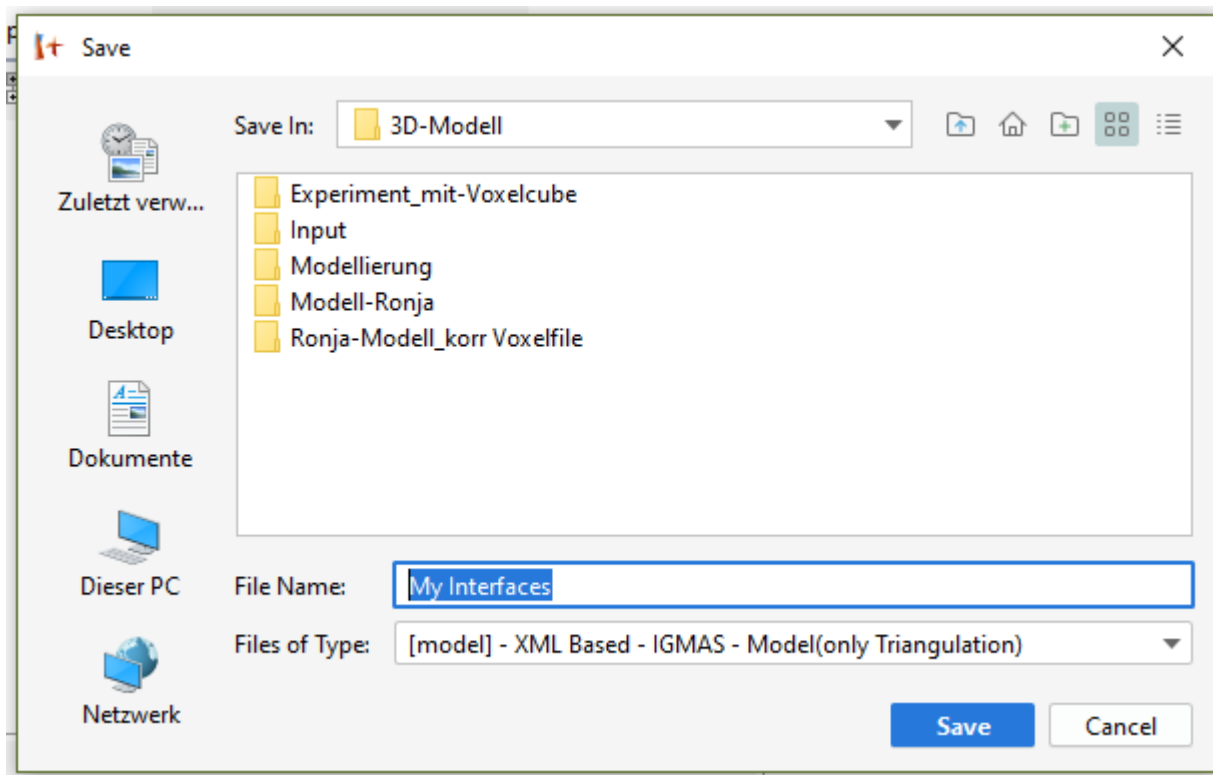 Save
Save In: 3D-Modell
Zuletzt verw...
Desktop
Dokumente
Dieser PC
Netzwerk
Experiment_mit-Voxelcube
Input
Modellierung
Modell-Ronja
Ronja-Modell_korr Voxelfile
File Name: My Interfaces
Files of Type: [model] - XML Based - IGMAS - Model(only Triangulation)
Save Cancel